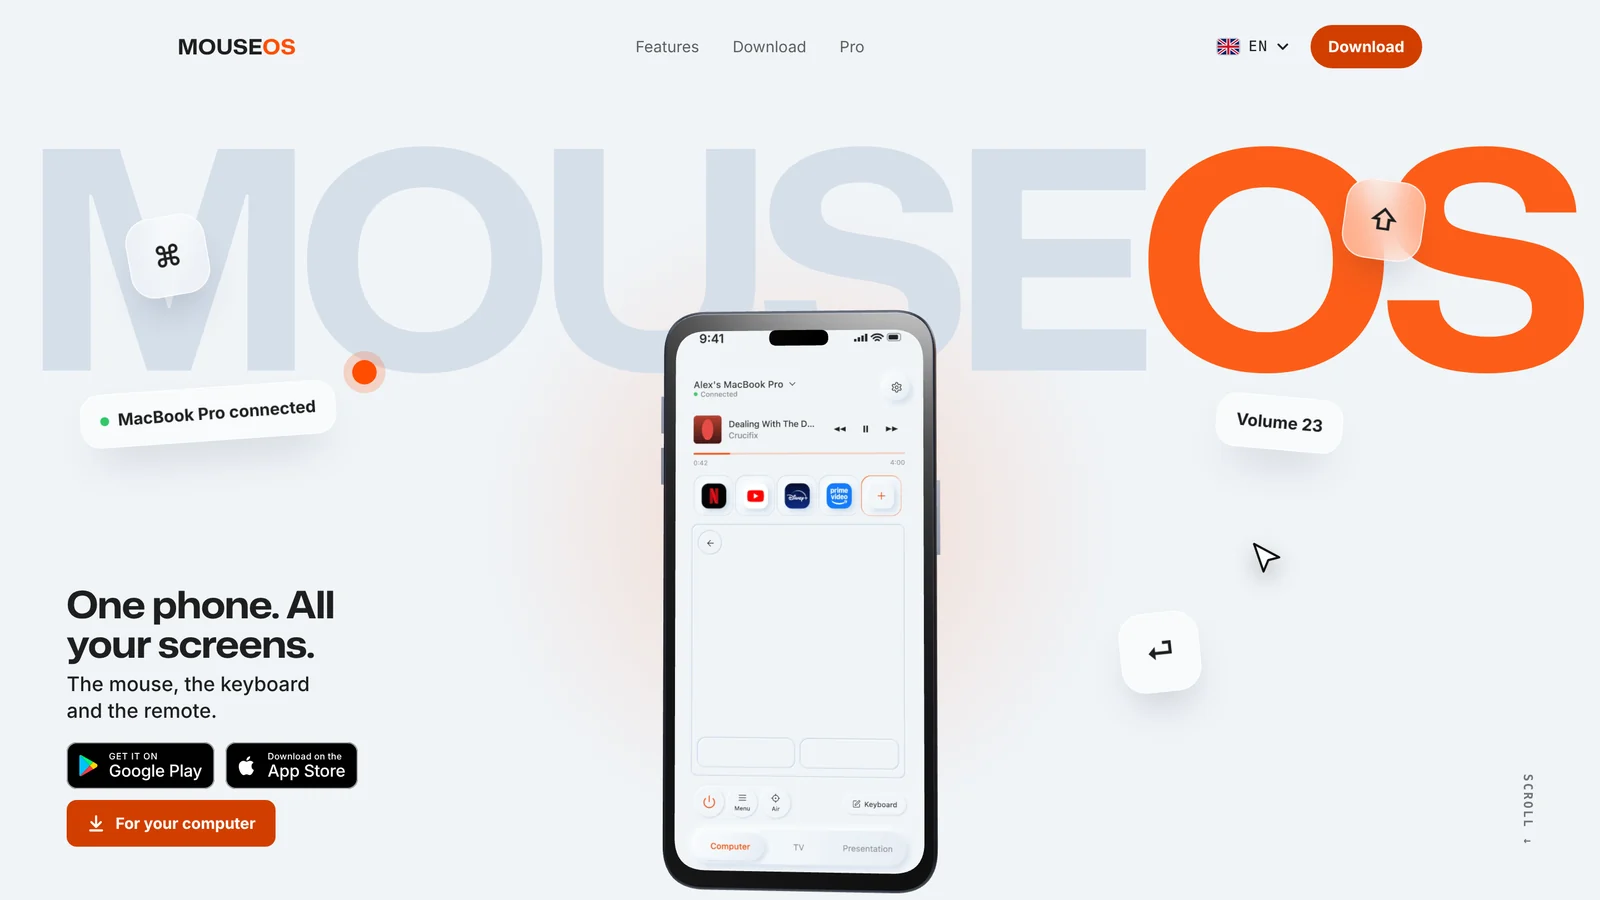 MOUSEOS
Features
Download
Pro
EN
Download
MOUSEOS
⌘
MacBook Pro connected
Volume 23
9:41
Alex's MacBook Pro
Connected
Dealing With The D...
Crucifix
0:42
4:00
N
Disney+
prime video
+
Menu
Air
Keyboard
Computer
TV
Presentation
One phone. All
your screens.
The mouse, the keyboard
and the remote.
GET IT ON
Google Play
Download on the
App Store
For your computer
SCROLL ↓